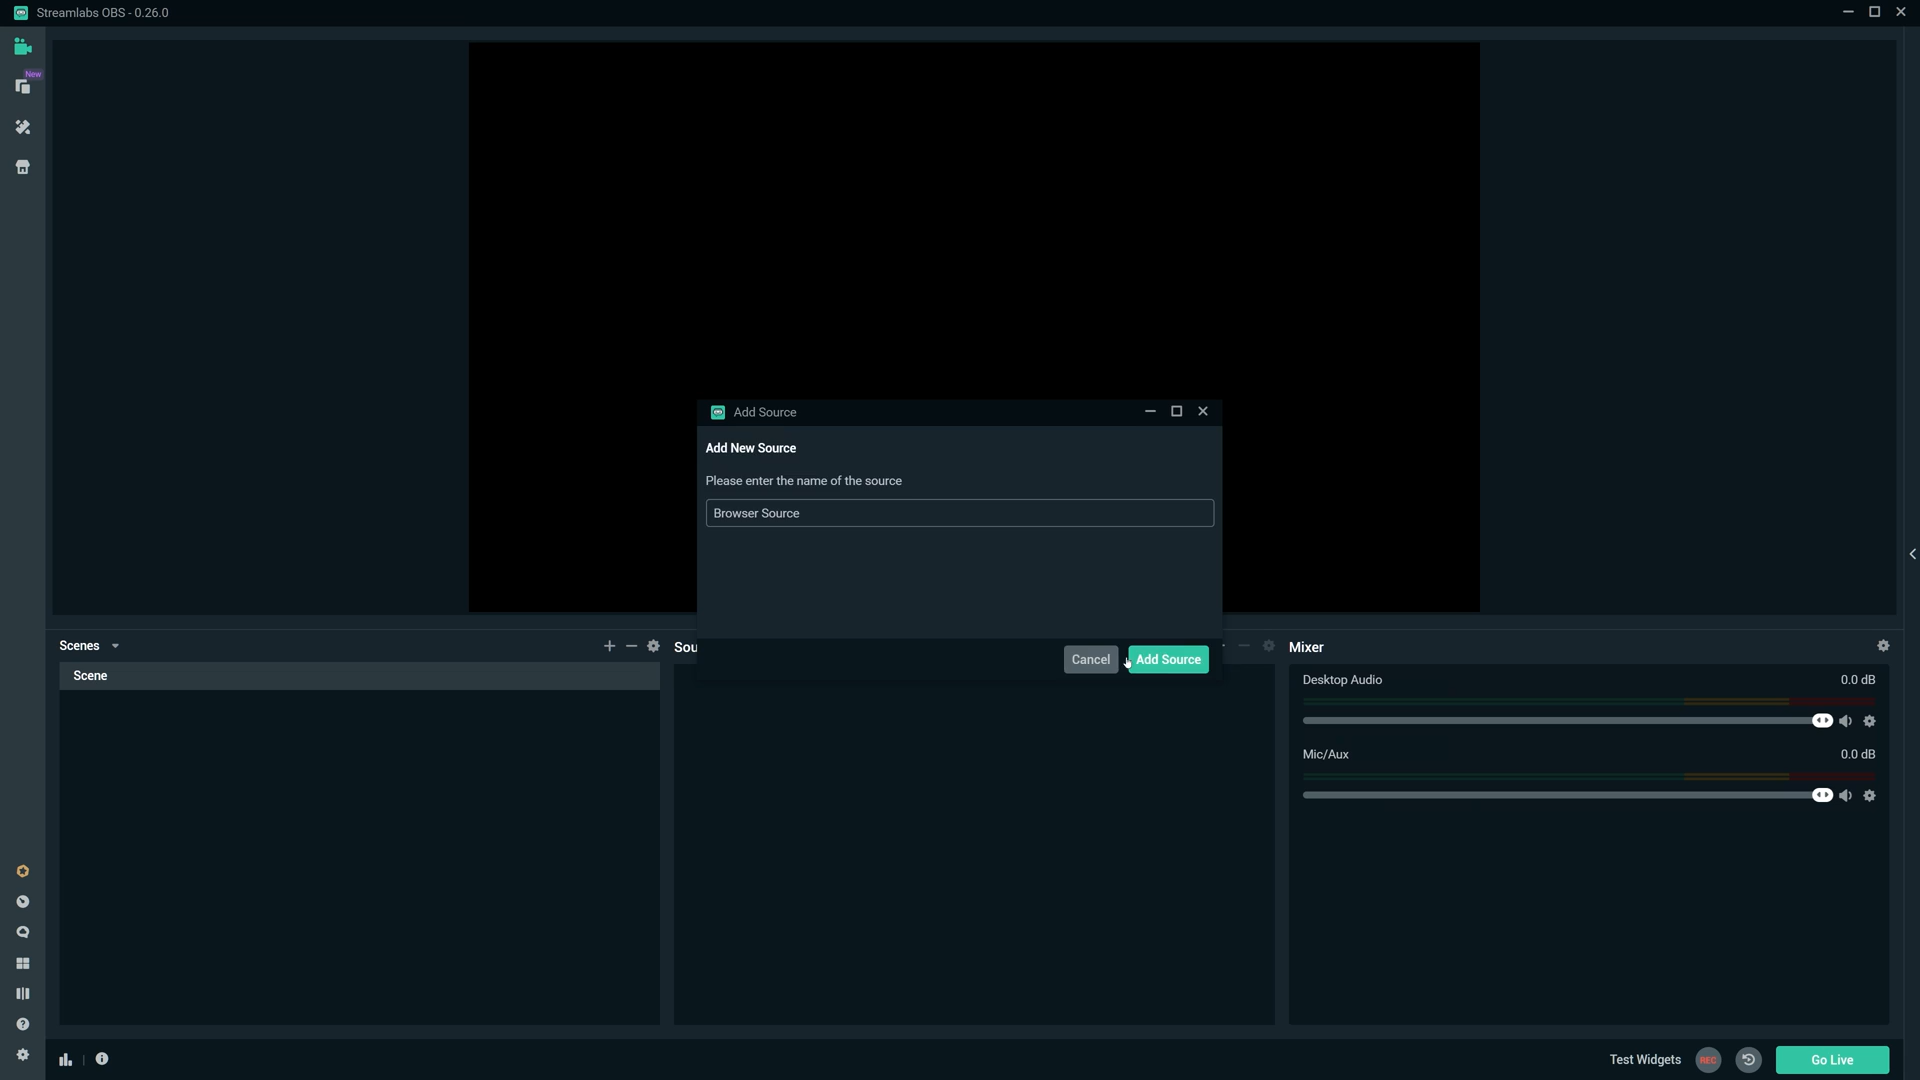 Streamlabs OBS - 0.26.0
New
Add Source
Add New Source
Please enter the name of the source
Browser Source
Cancel
Add Source
Scenes
Scene
Sou
Mixer
Desktop Audio
0.0 dB
Mic/Aux
0.0 dB
Test Widgets
REC
Go Live